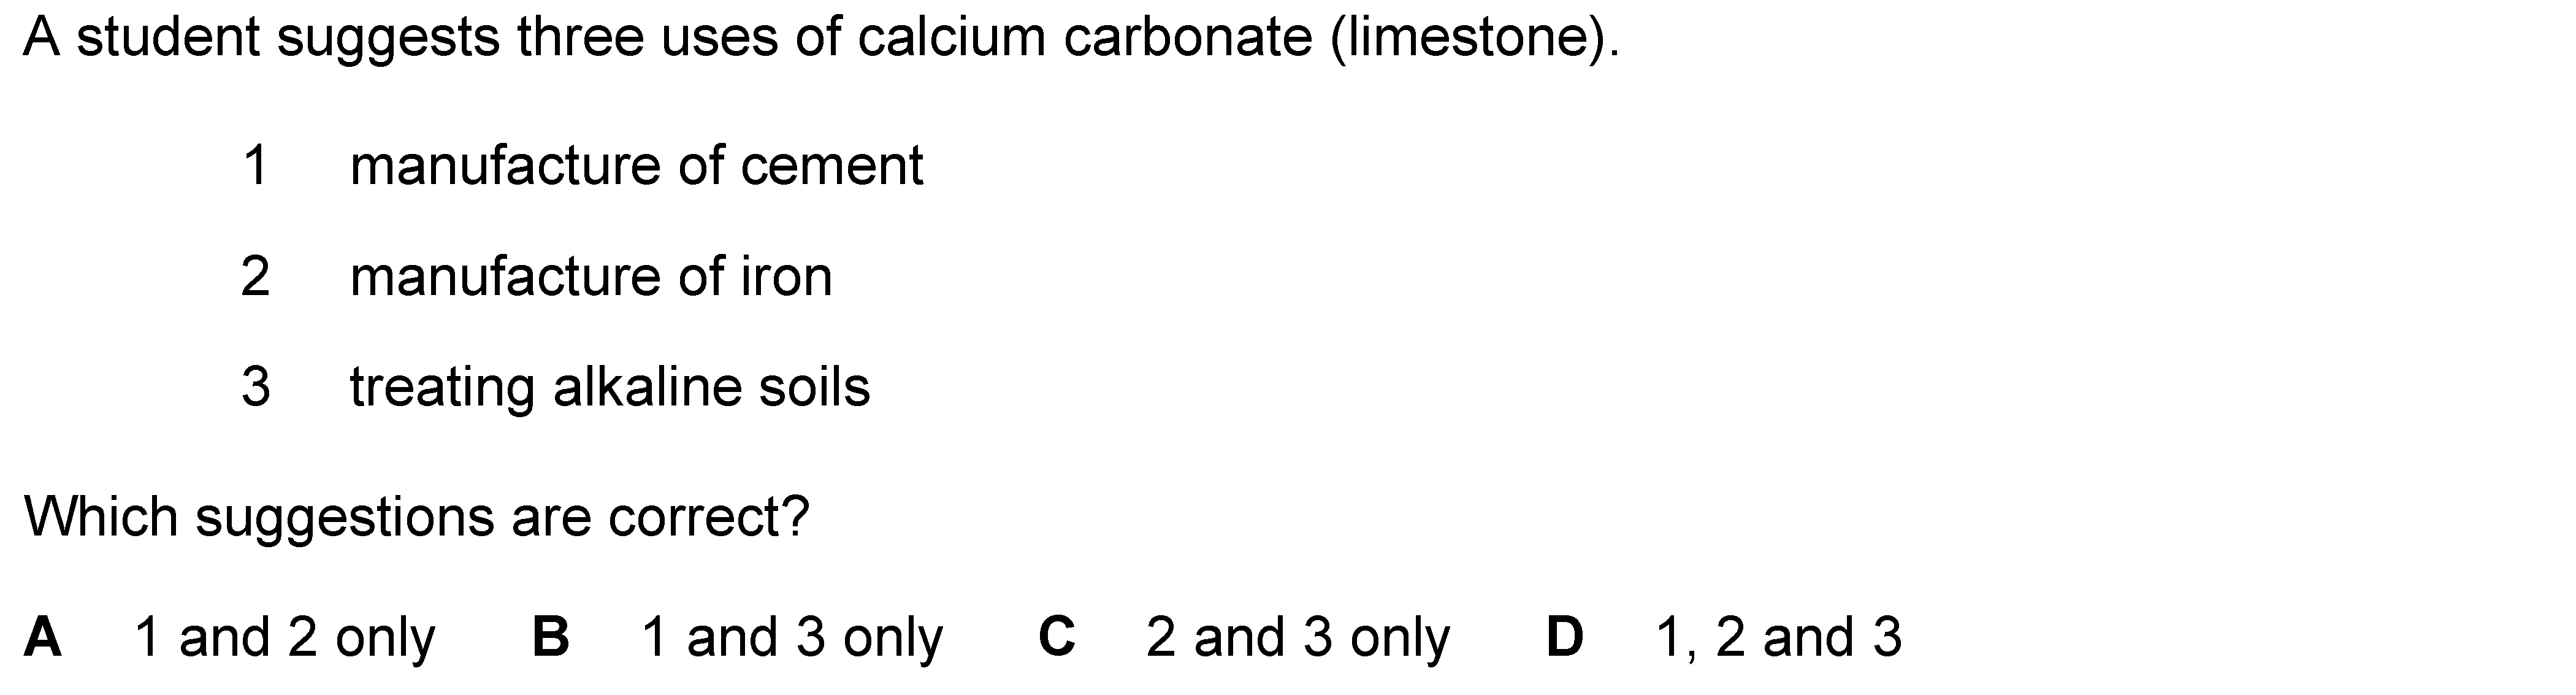 A student suggests three uses of calcium carbonate (limestone).
1 manufacture of cement
2 manufacture of iron
3 treating alkaline soils
Which suggestions are correct?
A 1 and 2 only B 1 and 3 only C 2 and 3 only D 1, 2 and 3